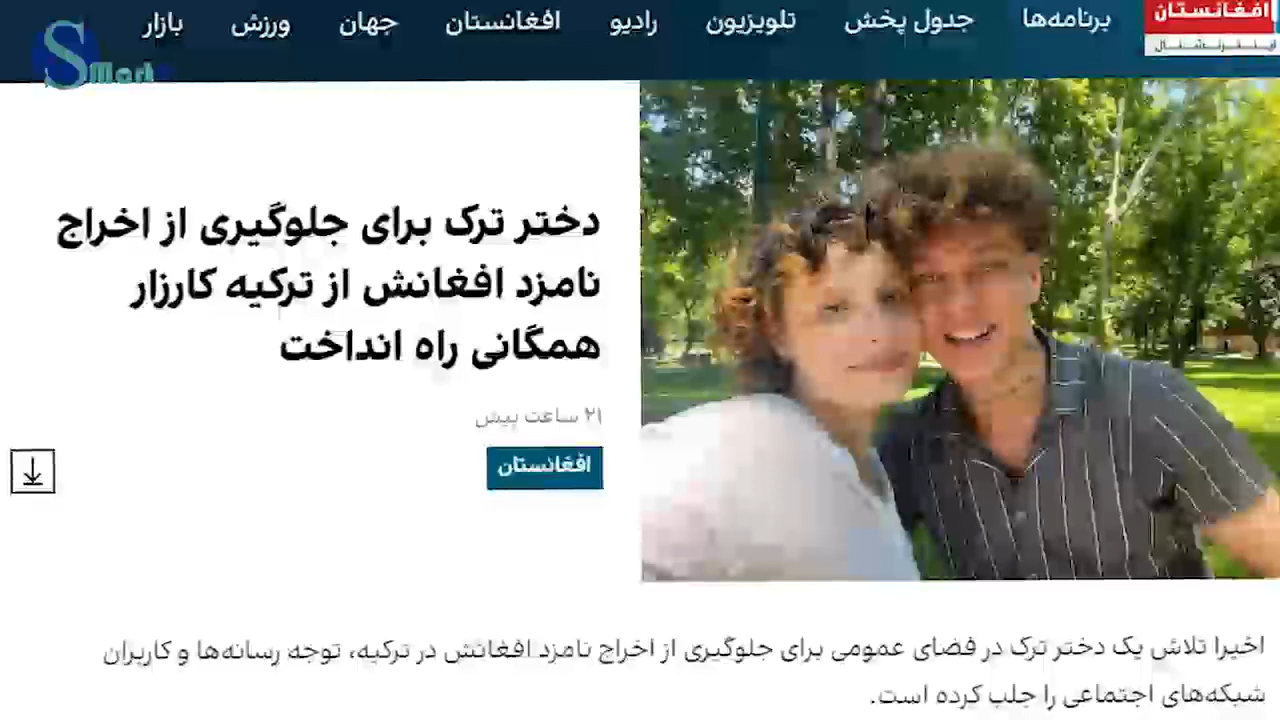 افغانستان
اینترنشنال
برنامه‌ها جدول پخش تلویزیون رادیو افغانستان جهان ورزش بازار
SMart
دختر ترک برای جلوگیری از اخراج
نامزد افغانش از ترکیه کارزار
همگانی راه انداخت
۲۱ ساعت پیش
افغانستان
اخیرا تلاش یک دختر ترک در فضای عمومی برای جلوگیری از اخراج نامزد افغانش در ترکیه، توجه رسانه‌ها و کاربران
شبکه‌های اجتماعی را جلب کرده است.